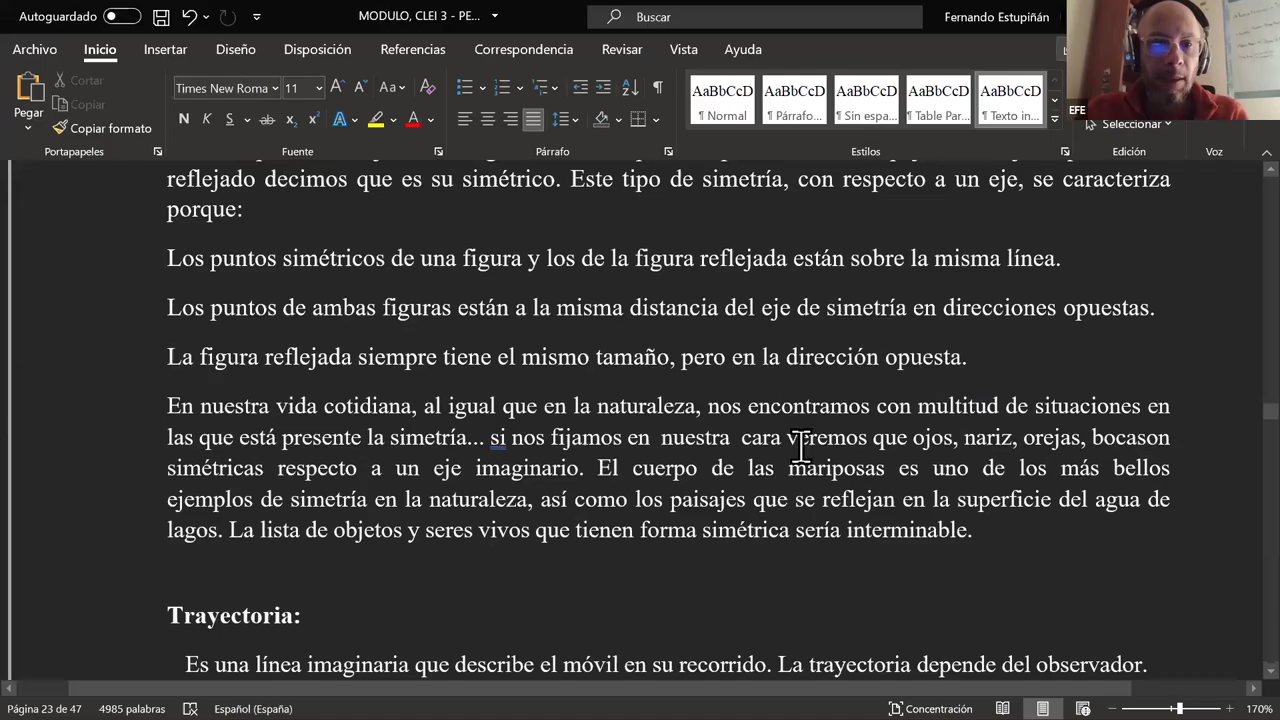 Autoguardado
MODULO, CLEI 3 - PE...
Buscar
Fernando Estupiñán
Archivo Inicio Insertar Diseño Disposición Referencias Correspondencia Revisar Vista Ayuda
Pegar
Cortar
Copiar
Copiar formato
Portapapeles
Times New Roma
11
N K S ab x₂ x² A A
Aa
Fuente
Párrafo
AaBbCcD AaBbCcD AaBbCcD AaBbCcD AaBbCcD
¶ Normal ¶ Párrafo... ¶ Sin espa... ¶ Table Par... ¶ Texto in...
Estilos
EFE
Seleccionar
Edición
Voz
reflejado decimos que es su simétrico. Este tipo de simetría, con respecto a un eje, se caracteriza
porque:
Los puntos simétricos de una figura y los de la figura reflejada están sobre la misma línea.
Los puntos de ambas figuras están a la misma distancia del eje de simetría en direcciones opuestas.
La figura reflejada siempre tiene el mismo tamaño, pero en la dirección opuesta.
En nuestra vida cotidiana, al igual que en la naturaleza, nos encontramos con multitud de situaciones en
las que está presente la simetría... si nos fijamos en nuestra cara veremos que ojos, nariz, orejas, bocason
simétricas respecto a un eje imaginario. El cuerpo de las mariposas es uno de los más bellos
ejemplos de simetría en la naturaleza, así como los paisajes que se reflejan en la superficie del agua de
lagos. La lista de objetos y seres vivos que tienen forma simétrica sería interminable.
Trayectoria:
Es una línea imaginaria que describe el móvil en su recorrido. La trayectoria depende del observador.
Página 23 de 47 4985 palabras Español (España) Concentración 170%